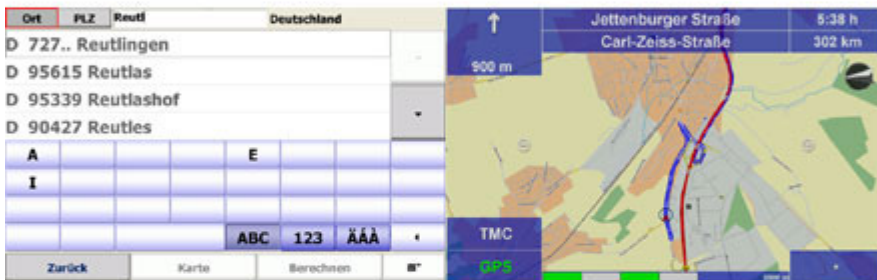 Ort PLZ Reutl Deutschland
D 727.. Reutlingen
D 95615 Reutlas
D 95339 Reutlashof
D 90427 Reutles
A E
I
ABC 123 ÄÁÀ
Zurück Karte Berechnen
Jettenburger Straße 5:38 h
Carl-Zeiss-Straße 302 km
900 m
TMC
GPS